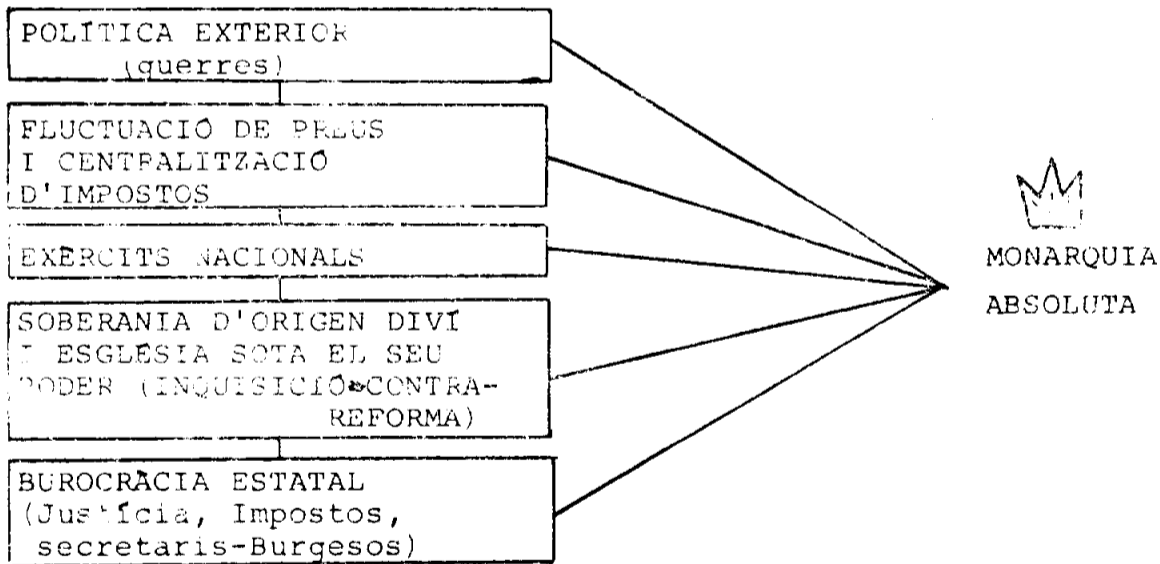 POLÍTICA EXTERIOR
(guerres)
FLUCTUACIÓ DE PREUS
I CENTRALITZACIÓ
D'IMPOSTOS
EXÈRCITS NACIONALS
SOBERANIA D'ORIGEN DIVÍ
I ESGLÉSIA SOTA EL SEU
PODER (INQUISICIÓ-CONTRA-
REFORMA)
BUROCRÀCIA ESTATAL
(Justícia, Impostos,
secretaris-Burgesos)
MONARQUIA
ABSOLUTA